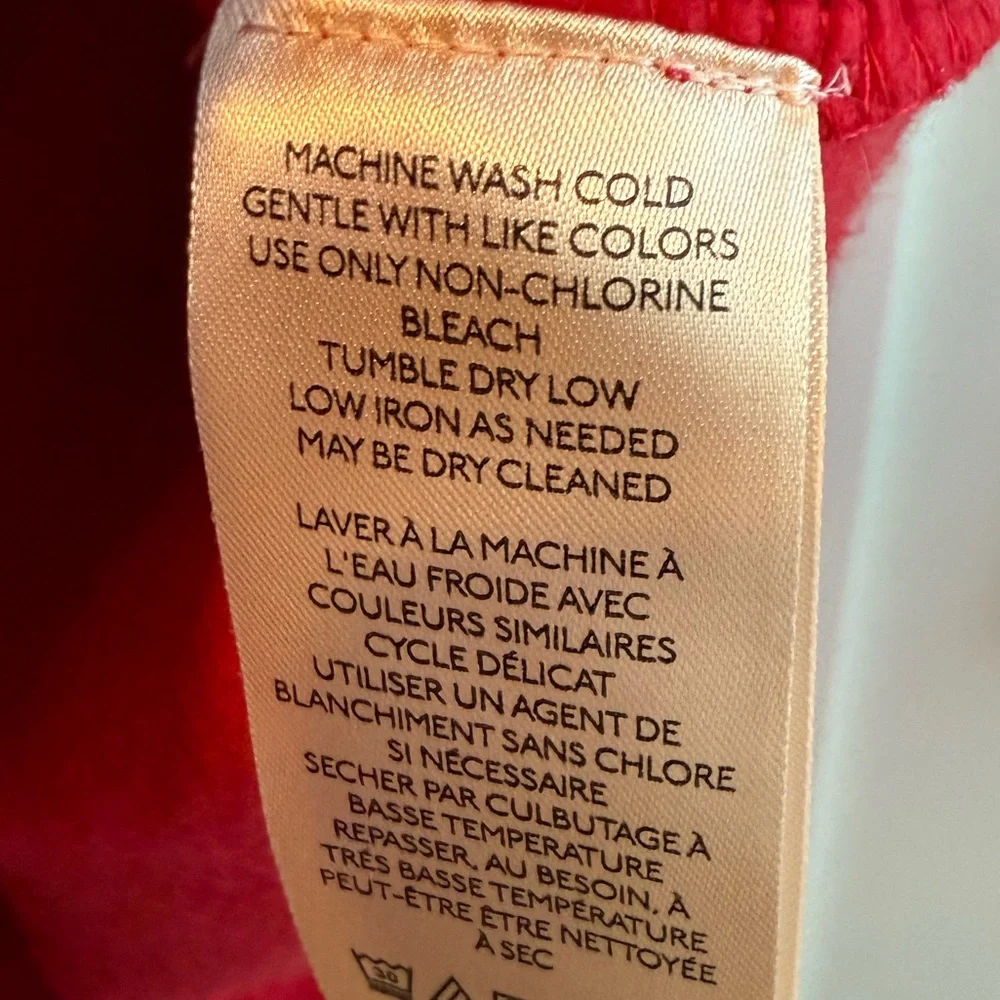 MACHINE WASH COLD
GENTLE WITH LIKE COLORS
USE ONLY NON-CHLORINE
BLEACH
TUMBLE DRY LOW
LOW IRON AS NEEDED
MAY BE DRY CLEANED
LAVER À LA MACHINE À
L'EAU FROIDE AVEC
COULEURS SIMILAIRES
CYCLE DÉLICAT
UTILISER UN AGENT DE
BLANCHIMENT SANS CHLORE
SI NÉCESSAIRE
SECHER PAR CULBUTAGE À
BASSE TEMPERATURE
REPASSER, AU BESOIN, À
TRÉS BASSE TEMPÉRATURE
PEUT-ÊTRE ÊTRE NETTOYÉE
À SEC
30